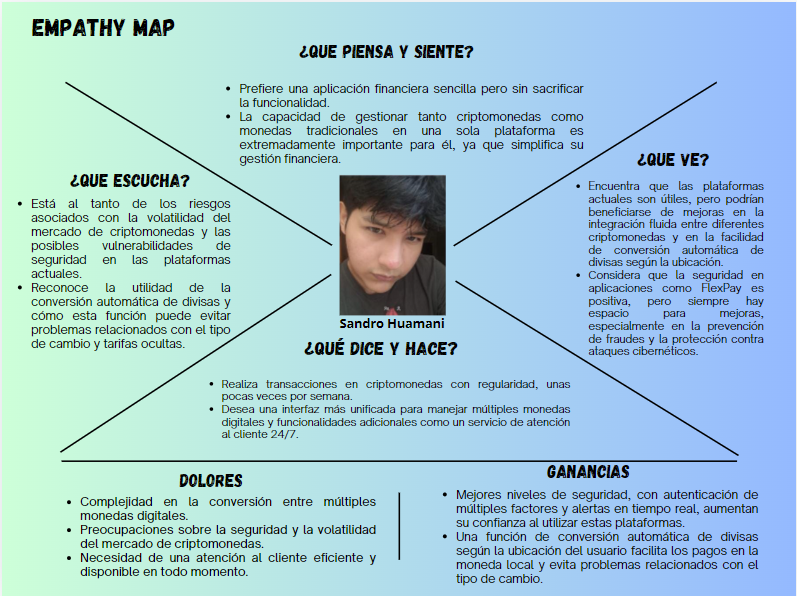 EMPATHY MAP
¿QUE PIENSA Y SIENTE?
• Prefiere una aplicación financiera sencilla pero sin sacrificar
la funcionalidad.
• La capacidad de gestionar tanto criptomonedas como
monedas tradicionales en una sola plataforma es
extremadamente importante para él, ya que simplifica su
gestión financiera.
¿QUE ESCUCHA?
• Está al tanto de los riesgos
asociados con la volatilidad del
mercado de criptomonedas y las
posibles vulnerabilidades de
seguridad en las plataformas
actuales.
• Reconoce la utilidad de la
conversión automática de divisas y
cómo esta función puede evitar
problemas relacionados con el tipo
de cambio y tarifas ocultas.
¿QUE VE?
• Encuentra que las plataformas
actuales son útiles, pero podrían
beneficiarse de mejoras en la
integración fluida entre diferentes
criptomonedas y en la facilidad
de conversión automática de
divisas según la ubicación.
• Considera que la seguridad en
aplicaciones como FlexPay es
positiva, pero siempre hay
espacio para mejoras,
especialmente en la prevención
de fraudes y la protección contra
ataques cibernéticos.
Sandro Huamani
¿QUÉ DICE Y HACE?
• Realiza transacciones en criptomonedas con regularidad, unas
pocas veces por semana.
• Desea una interfaz más unificada para manejar múltiples monedas
digitales y funcionalidades adicionales como un servicio de atención
al cliente 24/7.
DOLORES
• Complejidad en la conversión entre múltiples
monedas digitales.
• Preocupaciones sobre la seguridad y la volatilidad
del mercado de criptomonedas.
• Necesidad de una atención al cliente eficiente y
disponible en todo momento.
GANANCIAS
• Mejores niveles de seguridad, con autenticación de
múltiples factores y alertas en tiempo real, aumentan
su confianza al utilizar estas plataformas.
• Una función de conversión automática de divisas
según la ubicación del usuario facilita los pagos en la
moneda local y evita problemas relacionados con el
tipo de cambio.